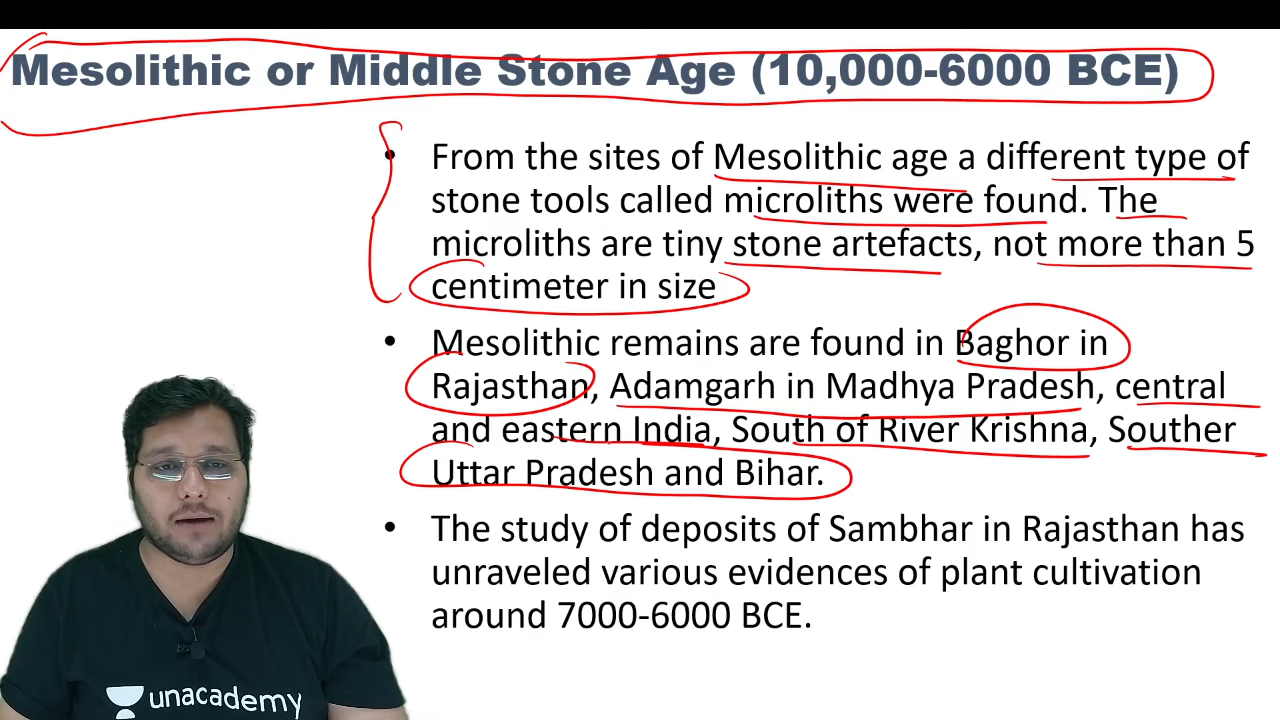 Mesolithic or Middle Stone Age (10,000-6000 BCE)
• From the sites of Mesolithic age a different type of
stone tools called microliths were found. The
microliths are tiny stone artefacts, not more than 5
centimeter in size
• Mesolithic remains are found in Baghor in
Rajasthan, Adamgarh in Madhya Pradesh, central
and eastern India, South of River Krishna, Souther
Uttar Pradesh and Bihar.
• The study of deposits of Sambhar in Rajasthan has
unraveled various evidences of plant cultivation
around 7000-6000 BCE.
unacademy